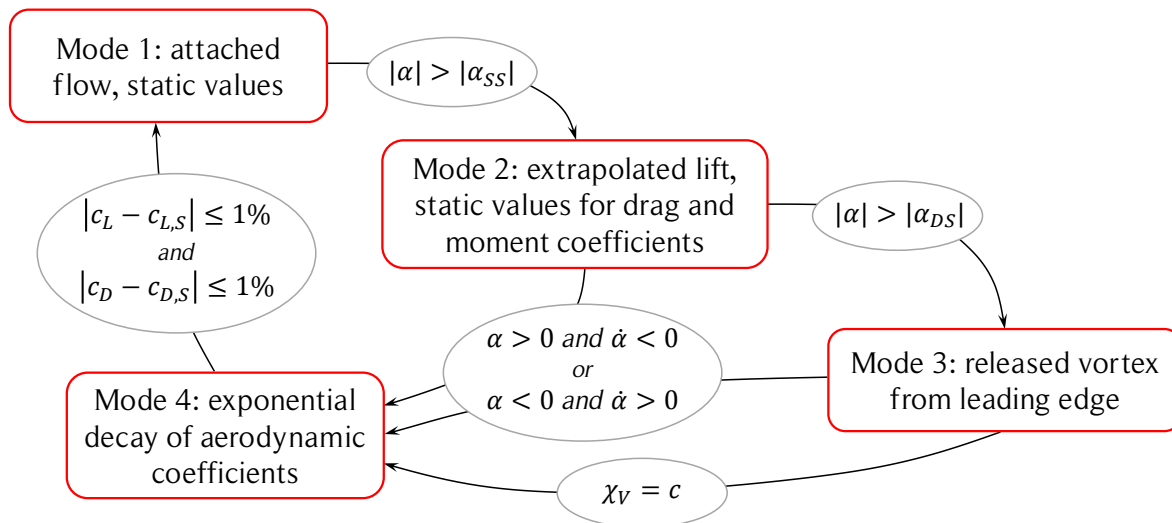 Mode 1: attached
flow, static values
|α| > |α_SS|
Mode 2: extrapolated lift,
static values for drag and
moment coefficients
|α| > |α_DS|
|c_L − c_{L,S}| ≤ 1%
and
|c_D − c_{D,S}| ≤ 1%
α > 0 and α̇ < 0
or
α < 0 and α̇ > 0
Mode 3: released vortex
from leading edge
Mode 4: exponential
decay of aerodynamic
coefficients
χ_V = c